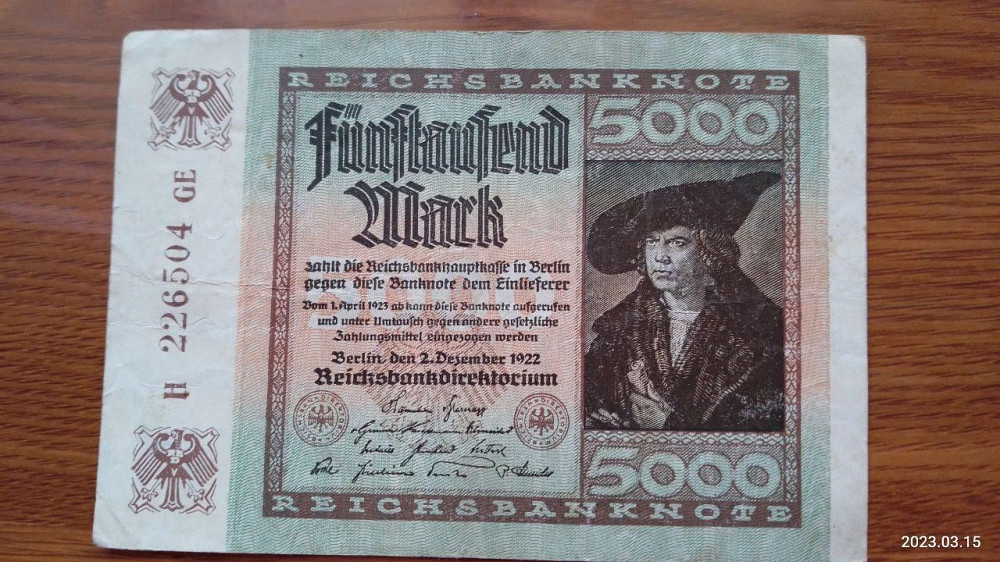 REICHSBANKNOTE
H 226504 GE
Fünftausend
Mark
zahlt die Reichsbankhauptkasse in Berlin
gegen diese Banknote dem Einlieferer
Vom 1. April 1923 ab kann diese Banknote aufgerufen
und unter Umtausch gegen andere gesetzliche
Zahlungsmittel eingezogen werden
Berlin, den 2. Dezember 1922
Reichsbankdirektorium
5000
5000
REICHSBANKNOTE
2023.03.15